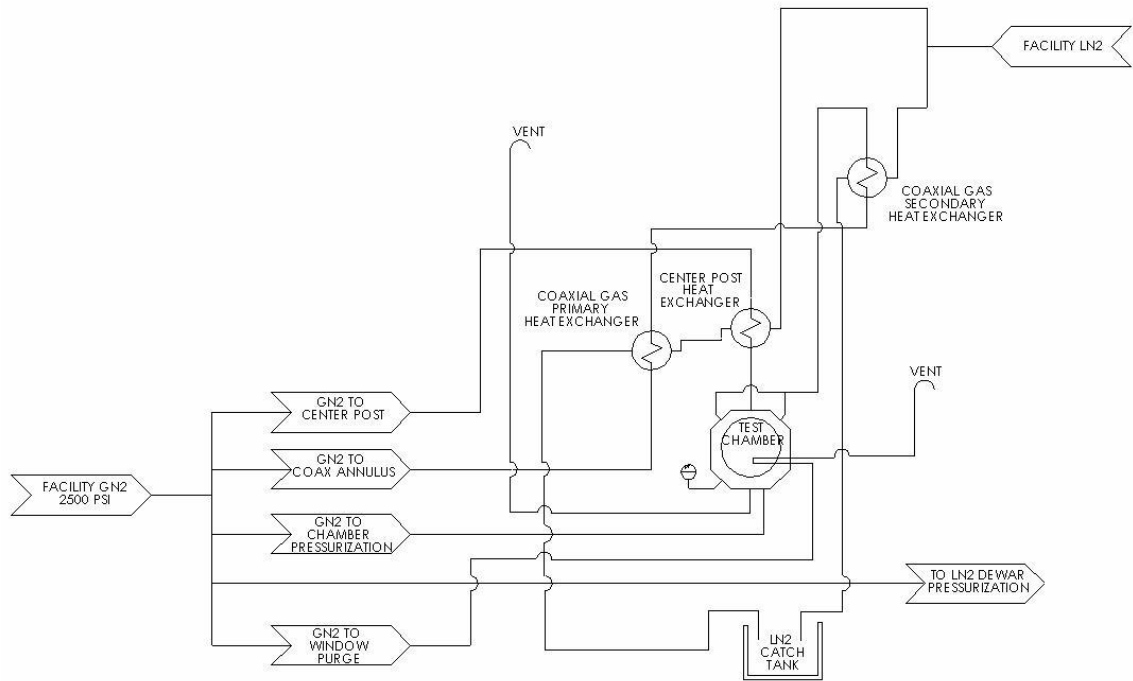 FACILITY LN2
VENT
COAXIAL GAS
SECONDARY
HEAT EXCHANGER
CENTER POST
HEAT
EXCHANGER
COAXIAL GAS
PRIMARY
HEAT EXCHANGER
VENT
GN2 TO
CENTER POST
TEST
CHAMBER
GN2 TO
COAX ANNULUS
FACILITY GN2
2500 PSI
GN2 TO
CHAMBER
PRESSURIZATION
TO LN2 DEWAR
PRESSURIZATION
GN2 TO
WINDOW
PURGE
LN2
CATCH
TANK